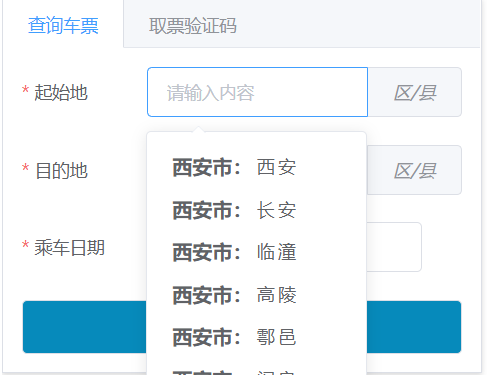 查询车票 取票验证码
* 起始地 请输入内容 区/县
西安市： 西安
* 目的地 区/县
西安市： 长安
* 乘车日期 西安市： 临潼
西安市： 高陵
西安市： 鄠邑